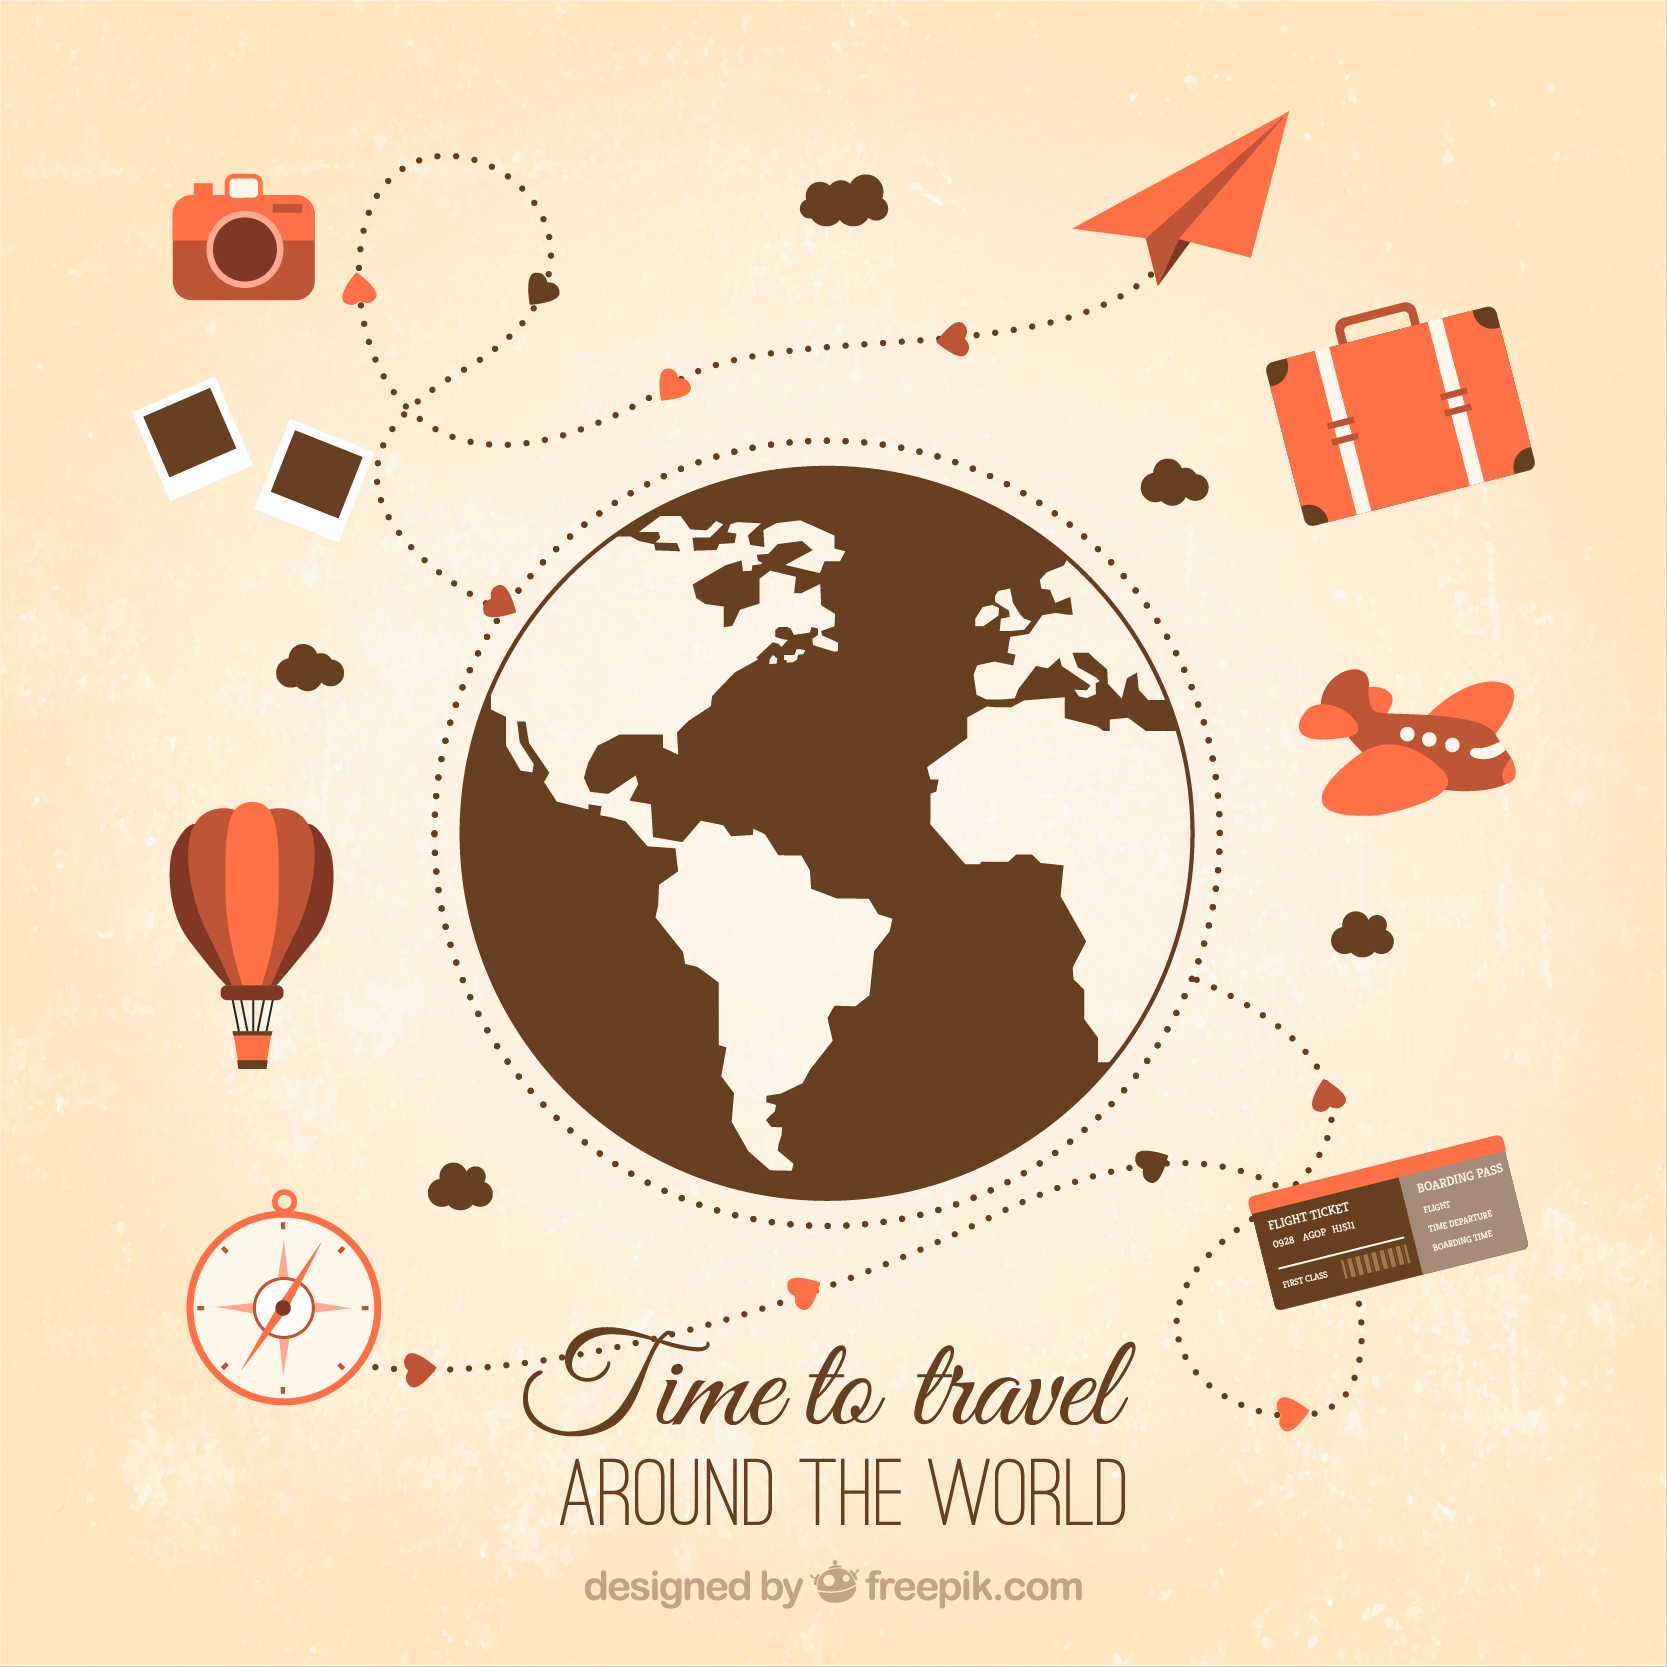 FLIGHT TICKET
0928 AGOP HJS11
FIRST CLASS
BOARDING PASS
FLIGHT
TIME DEPARTURE
BOARDING TIME
Time to travel
AROUND THE WORLD
designed by freepik.com